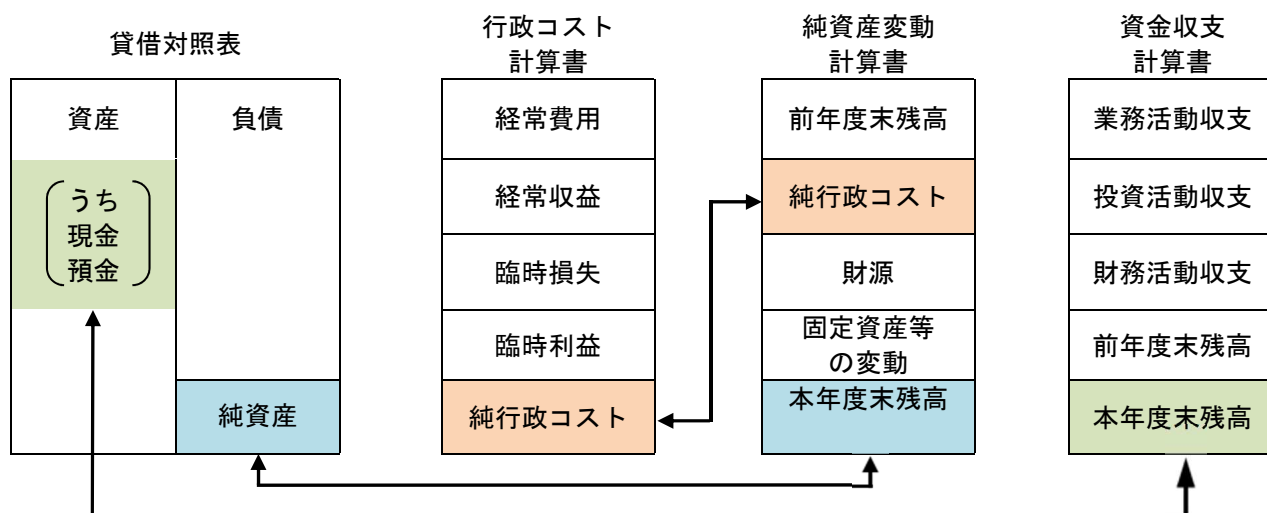 貸借対照表
資産
負債
うち
現金
預金
純資産
行政コスト
計算書
経常費用
経常収益
臨時損失
臨時利益
純行政コスト
純資産変動
計算書
前年度末残高
純行政コスト
財源
固定資産等
の変動
本年度末残高
資金収支
計算書
業務活動収支
投資活動収支
財務活動収支
前年度末残高
本年度末残高